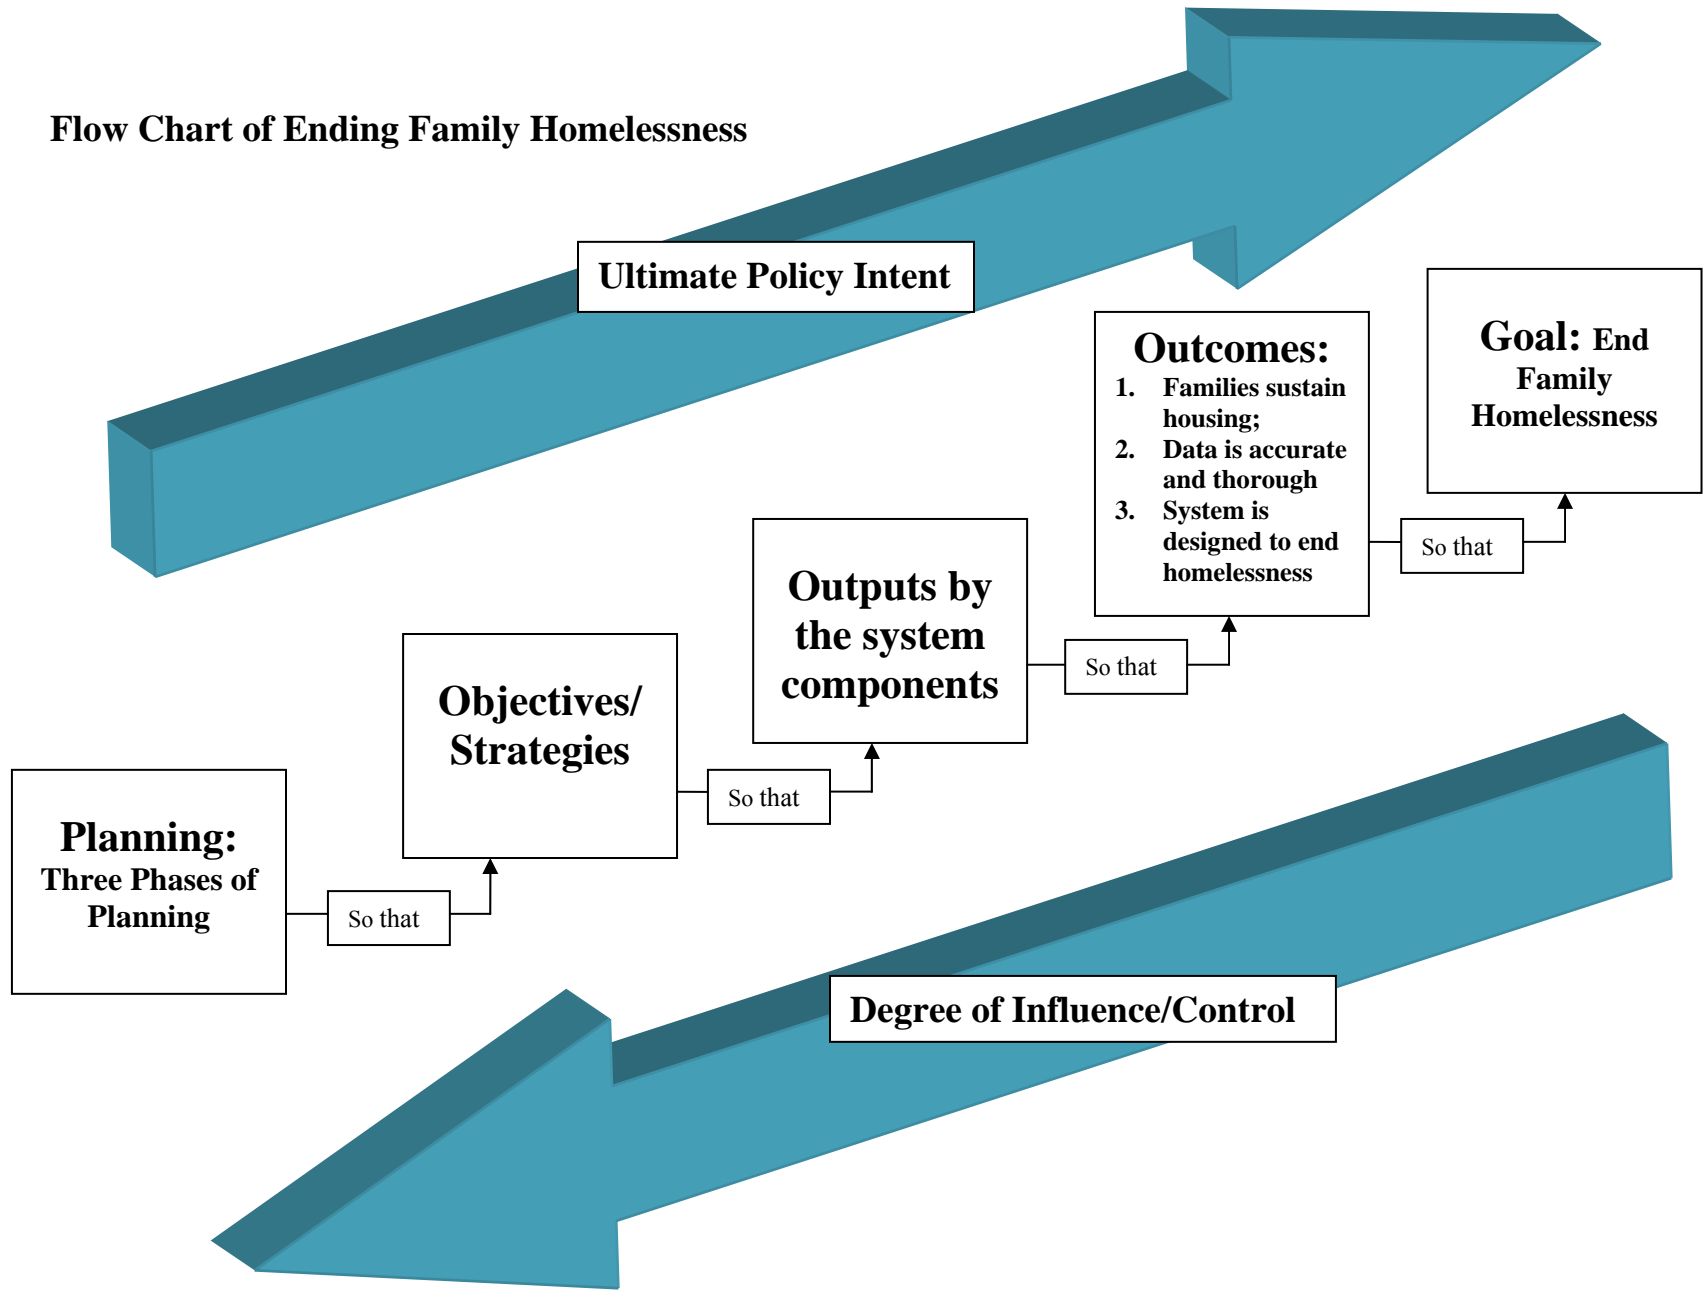 Flow Chart of Ending Family Homelessness
Ultimate Policy Intent
Planning:
Three Phases of
Planning
So that
Objectives/
Strategies
So that
Outputs by
the system
components
So that
Outcomes:
1. Families sustain
housing;
2. Data is accurate
and thorough
3. System is
designed to end
homelessness
So that
Goal: End
Family
Homelessness
Degree of Influence/Control